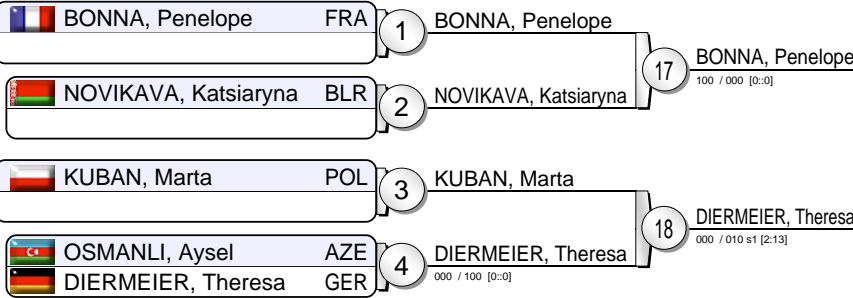 BONNA, Penelope FRA
1
BONNA, Penelope
17
BONNA, Penelope
100 / 000 [0::0]
NOVIKAVA, Katsiaryna BLR
2
NOVIKAVA, Katsiaryna
KUBAN, Marta POL
3
KUBAN, Marta
18
DIERMEIER, Theresa
000 / 010 s1 [2:13]
OSMANLI, Aysel AZE
DIERMEIER, Theresa GER
4
DIERMEIER, Theresa
000 / 100 [0::0]